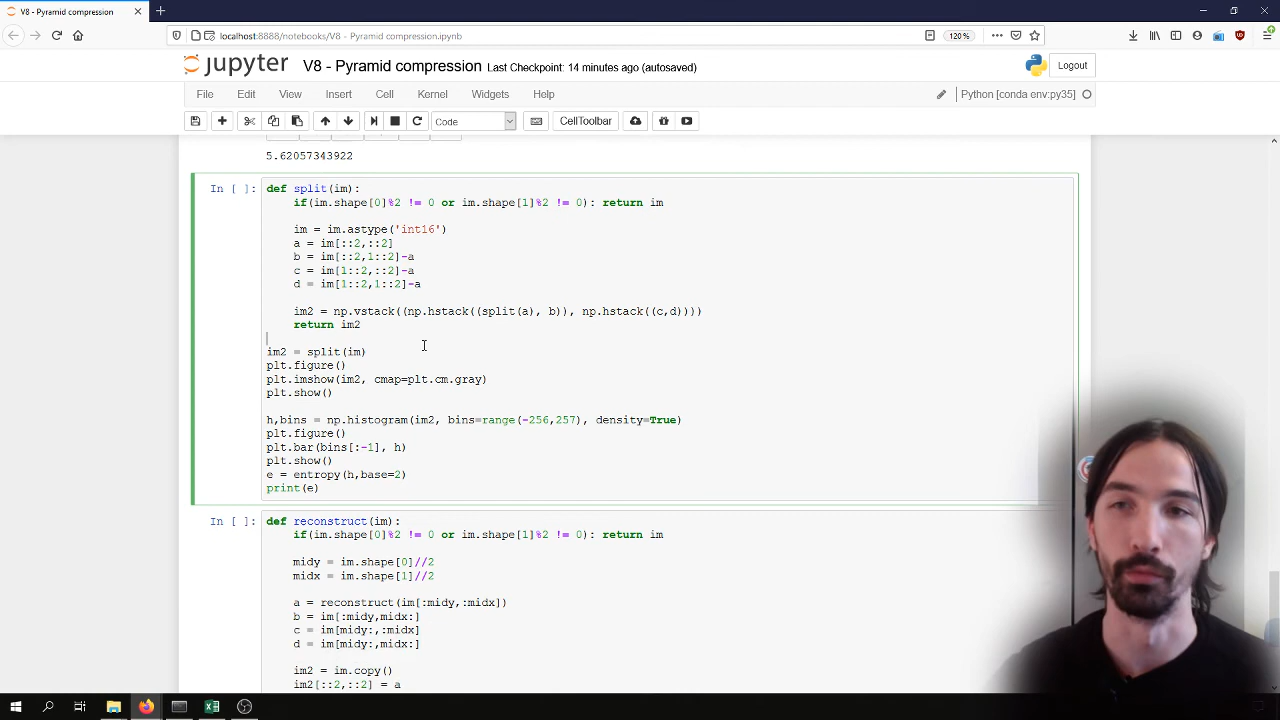 V8 - Pyramid compression
localhost:8888/notebooks/V8 - Pyramid compression.ipynb
120%
jupyter V8 - Pyramid compression Last Checkpoint: 14 minutes ago (autosaved)
Logout
File Edit View Insert Cell Kernel Widgets Help
Python [conda env:py35]
Code
CellToolbar
5.62057343922
In [ ]: def split(im):
if(im.shape[0]%2 != 0 or im.shape[1]%2 != 0): return im
im = im.astype('int16')
a = im[::2,::2]
b = im[::2,1::2]-a
c = im[1::2,::2]-a
d = im[1::2,1::2]-a
im2 = np.vstack((np.hstack((split(a), b)), np.hstack((c,d))))
return im2
im2 = split(im)
plt.figure()
plt.imshow(im2, cmap=plt.cm.gray)
plt.show()
h,bins = np.histogram(im2, bins=range(-256,257), density=True)
plt.figure()
plt.bar(bins[:-1], h)
plt.show()
e = entropy(h,base=2)
print(e)
In [ ]: def reconstruct(im):
if(im.shape[0]%2 != 0 or im.shape[1]%2 != 0): return im
midy = im.shape[0]//2
midx = im.shape[1]//2
a = reconstruct(im[:midy,:midx])
b = im[:midy,midx:]
c = im[midy:,:midx]
d = im[midy:,midx:]
im2 = im.copy()
im2[::2,::2] = a